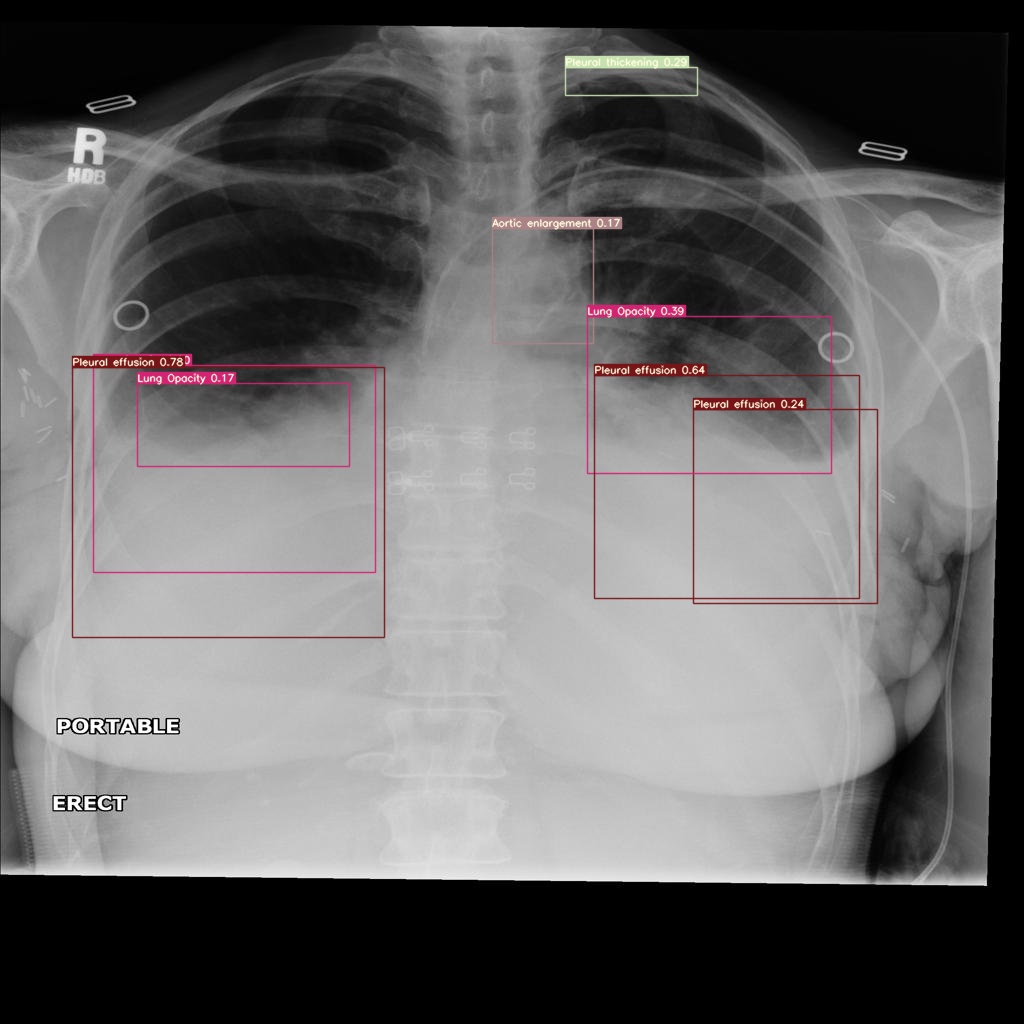 Pleural thickening 0.29
R
HDB
Aortic enlargement 0.17
Lung Opacity 0.39
Pleural effusion 0.78
Pleural effusion 0.64
Lung Opacity 0.17
Pleural effusion 0.24
PORTABLE
ERECT